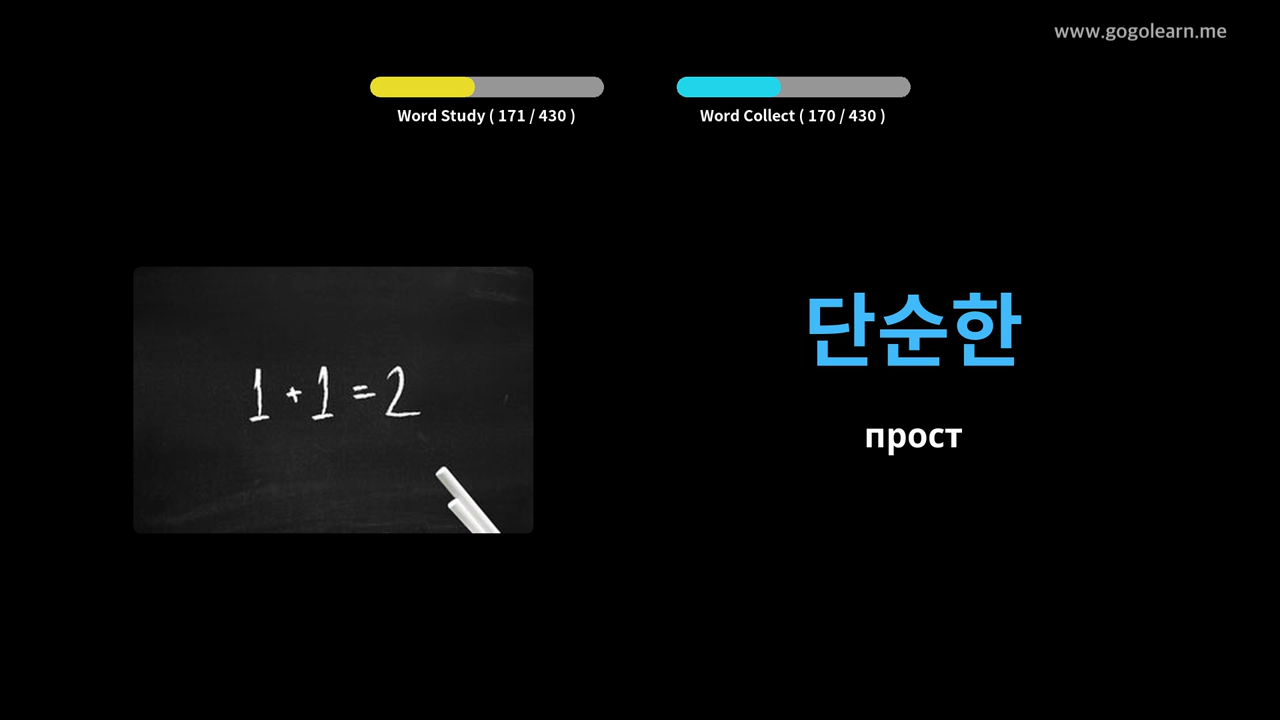 www.gogolearn.me
Word Study ( 171 / 430 )
Word Collect ( 170 / 430 )
1 + 1 = 2
단순한
прост